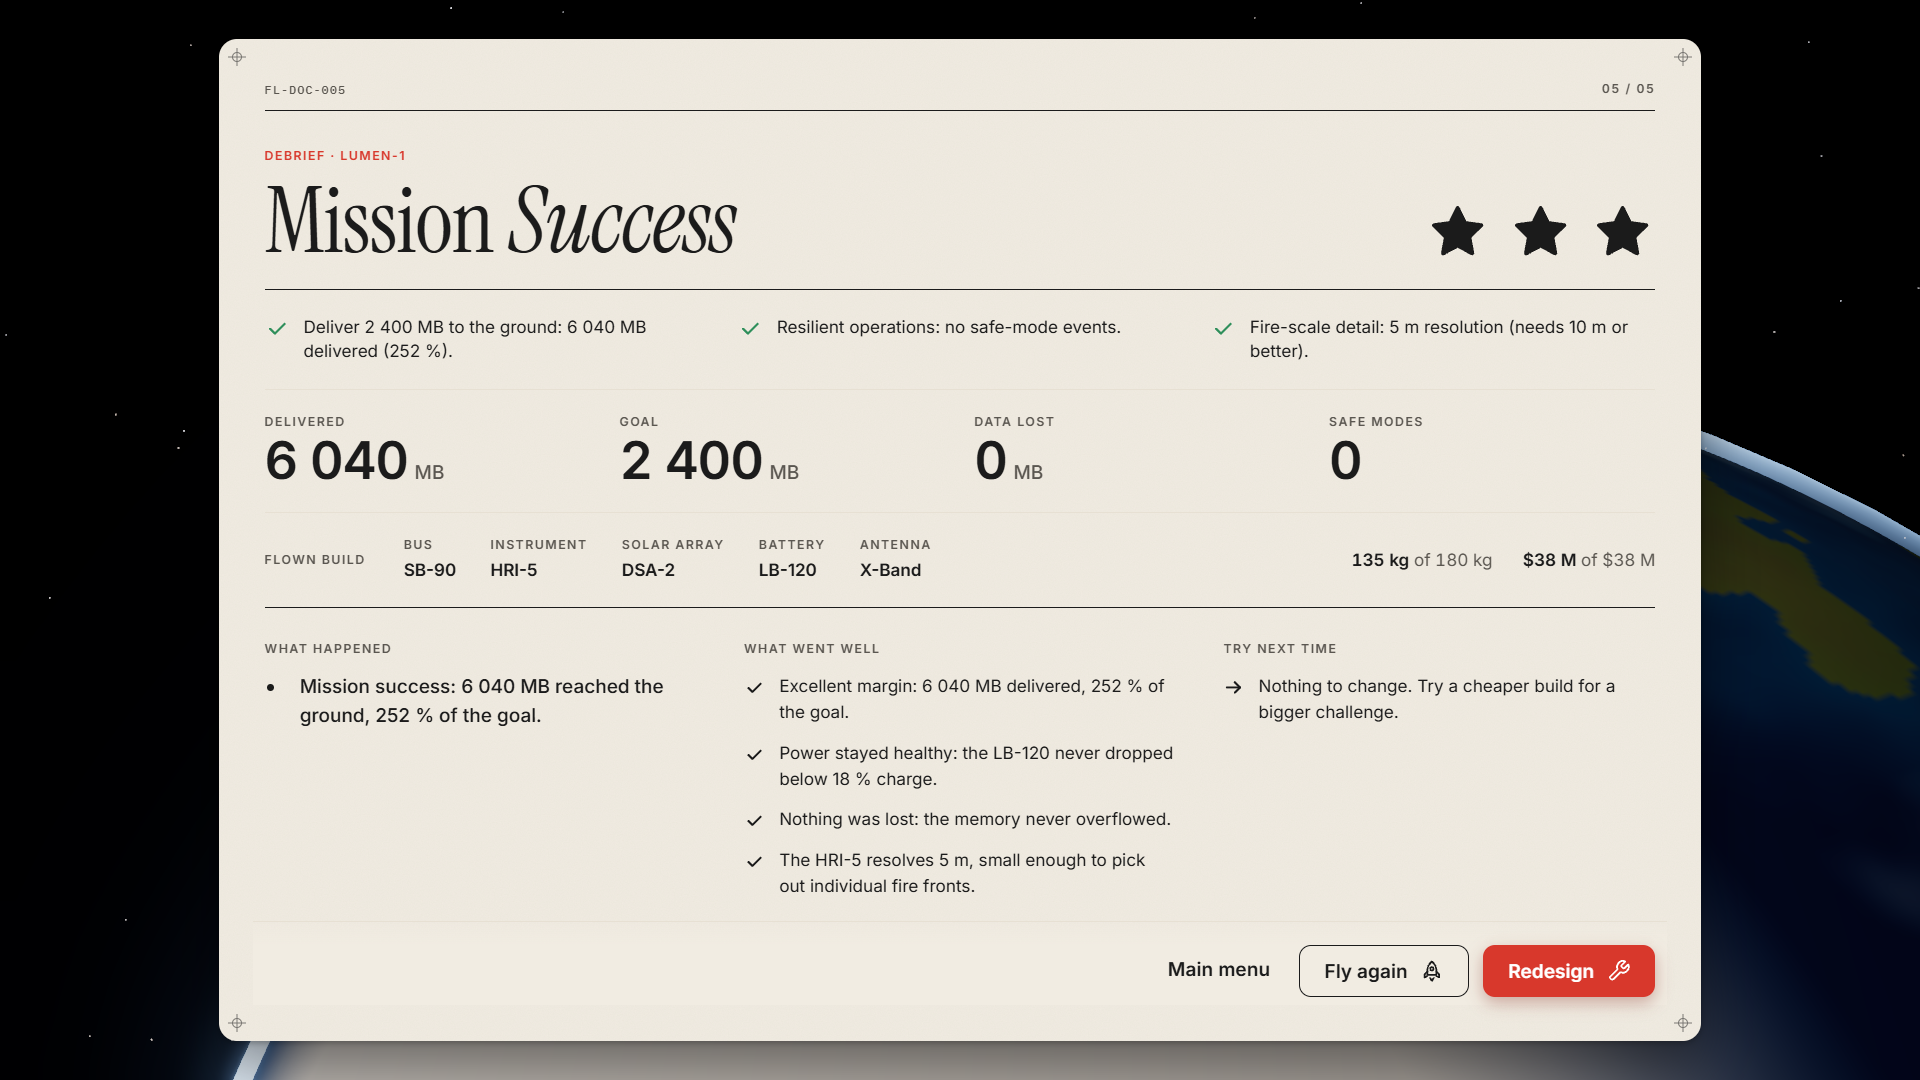 FL-DOC-005
05 / 05
DEBRIEF · LUMEN-1
Mission Success
Deliver 2 400 MB to the ground: 6 040 MB
delivered (252 %).
Resilient operations: no safe-mode events.
Fire-scale detail: 5 m resolution (needs 10 m or
better).
DELIVERED
6 040 MB
GOAL
2 400 MB
DATA LOST
0 MB
SAFE MODES
0
FLOWN BUILD
BUS
SB-90
INSTRUMENT
HRI-5
SOLAR ARRAY
DSA-2
BATTERY
LB-120
ANTENNA
X-Band
135 kg of 180 kg
$38 M of $38 M
WHAT HAPPENED
Mission success: 6 040 MB reached the
ground, 252 % of the goal.
WHAT WENT WELL
Excellent margin: 6 040 MB delivered, 252 % of
the goal.
Power stayed healthy: the LB-120 never dropped
below 18 % charge.
Nothing was lost: the memory never overflowed.
The HRI-5 resolves 5 m, small enough to pick
out individual fire fronts.
TRY NEXT TIME
Nothing to change. Try a cheaper build for a
bigger challenge.
Main menu
Fly again
Redesign